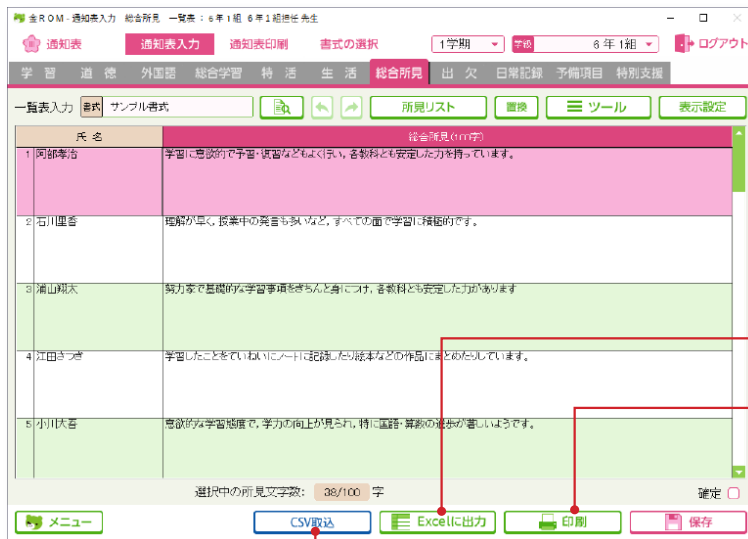 金ROM - 通知表入力 総合所見 一覧表 : 6年1組 6年1組担任 先生
通知表 通知表入力 通知表印刷 書式の選択 1学期 学級 6年1組 ログアウト
学習 道徳 外国語 総合学習 特活 生活 総合所見 出欠 日常記録 予備項目 特別支援
一覧表入力 書式 サンプル書式 所見リスト 置換 ツール 表示設定
氏名 総合所見(100字)
1 阿部孝治 学習に意欲的で予習・復習などもよく行い, 各教科とも安定した力を持っています。
2 石川里香 理解が早く, 授業中の発言も多いなど, すべての面で学習に積極的です。
3 浦山翔太 努力家で基礎的な学習事項をきちんと身につけ, 各教科とも安定した力があります
4 江田さつき 学習したことをていねいにノートに記録したり絵本などの作品にまとめたりしています。
5 小川大吾 意欲的な学習態度で, 学力の向上が見られ, 特に国語・算数の進歩が著しいようです。
選択中の所見文字数: 38/100 字 確定
メニュー CSV取込 Excelに出力 印刷 保存